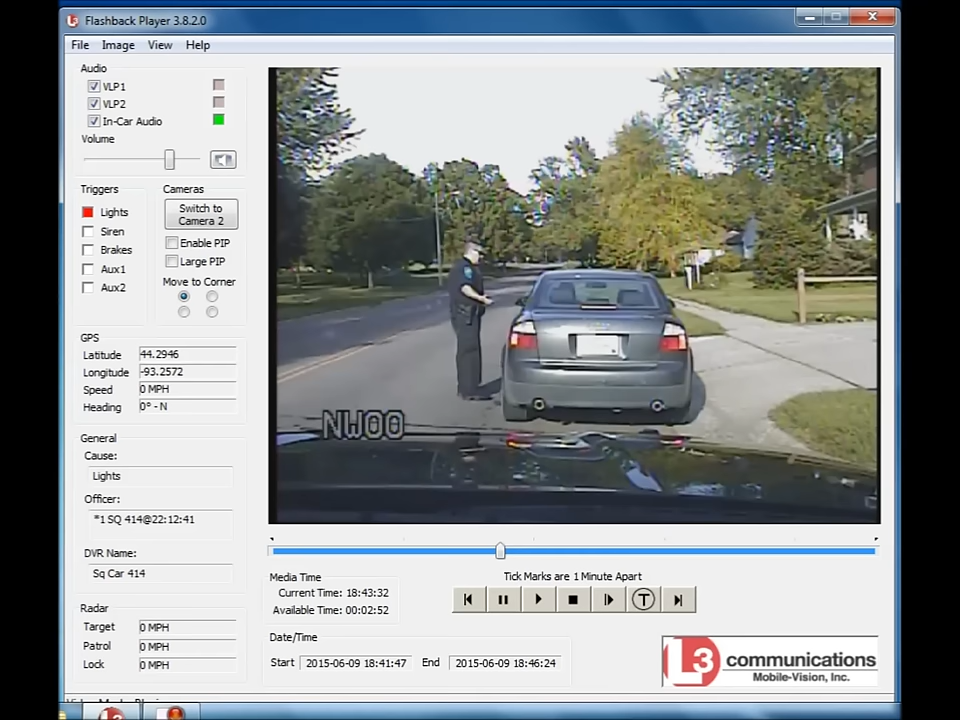 Flashback Player 3.8.2.0
File Image View Help
Audio
VLP1
VLP2
In-Car Audio
Volume
Triggers
Lights
Siren
Brakes
Aux1
Aux2
Cameras
Switch to
Camera 2
Enable PIP
Large PIP
Move to Corner
GPS
Latitude 44.2946
Longitude -93.2572
Speed 0 MPH
Heading 0° - N
General
Cause:
Lights
Officer:
*1 SQ 414@22:12:41
DVR Name:
Sq Car 414
Radar
Target 0 MPH
Patrol 0 MPH
Lock 0 MPH
NW00
Media Time
Current Time: 18:43:32
Available Time: 00:02:52
Tick Marks are 1 Minute Apart
T
Date/Time
Start 2015-06-09 18:41:47 End 2015-06-09 18:46:24
L3 communications
Mobile-Vision, Inc.